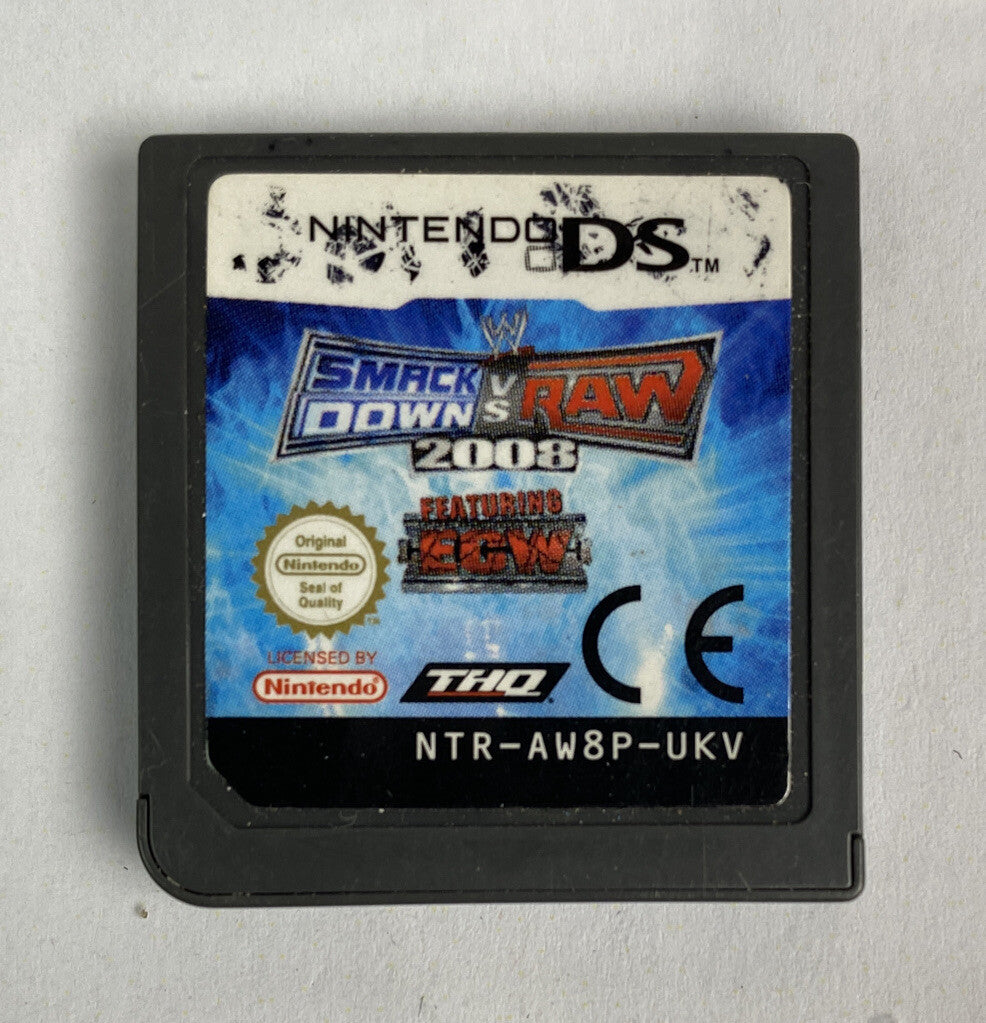 NINTENDO DS TM
W
SMACK DOWN VS RAW
2008
FEATURING
ECW
Original
Nintendo
Seal of
Quality
TM
LICENSED BY
Nintendo®
THQ
CE
NTR-AW8P-UKV